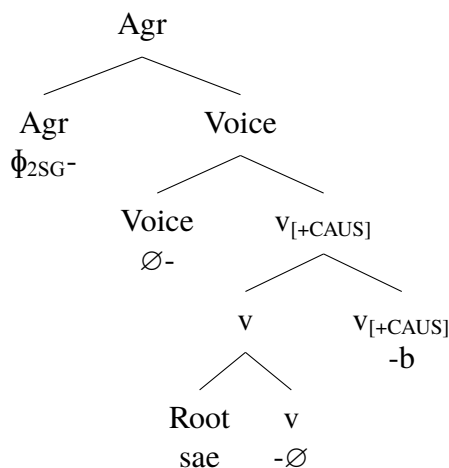 Agr
Agr Voice
ϕ2SG-
Voice v[+CAUS]
∅-
v v[+CAUS]
-b
Root v
sae -∅